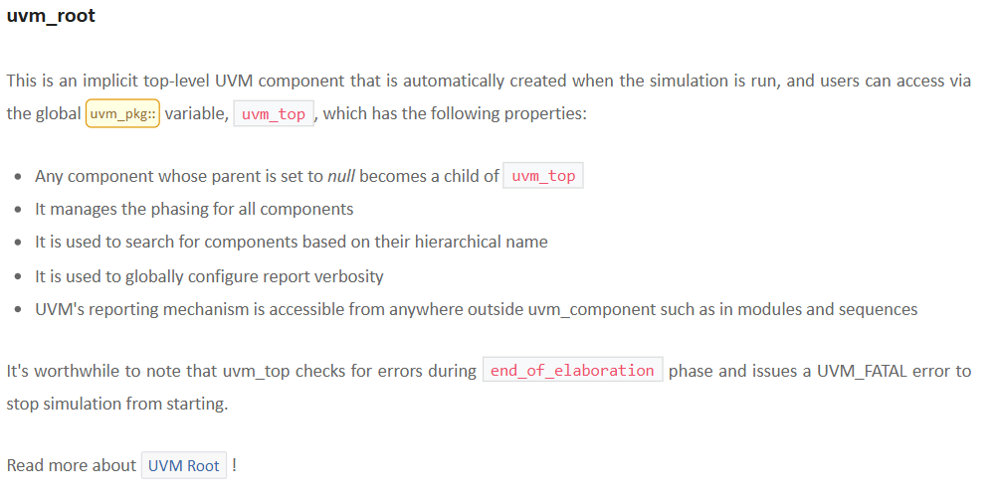 uvm_root
This is an implicit top-level UVM component that is automatically created when the simulation is run, and users can access via
the global uvm_pkg:: variable, uvm_top, which has the following properties:
• Any component whose parent is set to null becomes a child of uvm_top
• It manages the phasing for all components
• It is used to search for components based on their hierarchical name
• It is used to globally configure report verbosity
• UVM's reporting mechanism is accessible from anywhere outside uvm_component such as in modules and sequences
It's worthwhile to note that uvm_top checks for errors during end_of_elaboration phase and issues a UVM_FATAL error to
stop simulation from starting.
Read more about UVM Root !